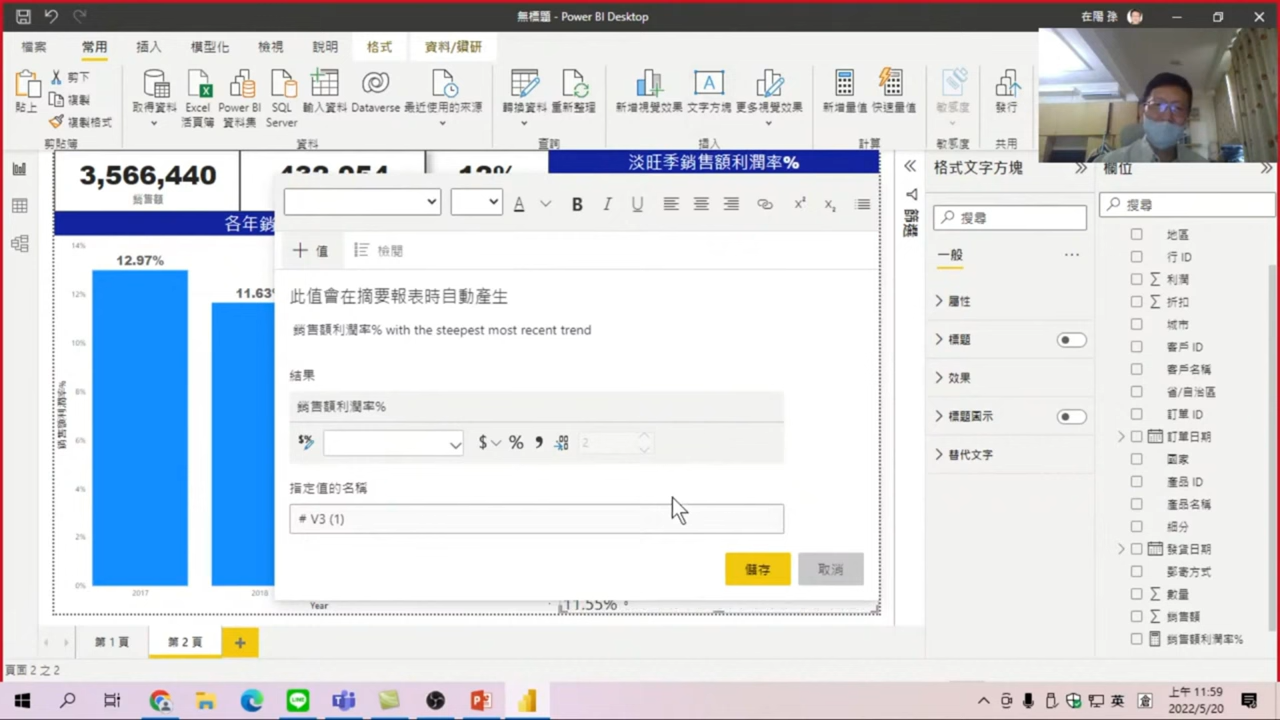 無標題 - Power BI Desktop
在陽 孫
檔案 常用 插入 模型化 檢視 說明 格式 資料/鑽研
貼上 剪下 複製 複製格式 剪貼簿
取得資料 Excel 活頁簿 Power BI 資料集 SQL Server 輸入資料 Dataverse 最近使用的來源 資料
轉換資料 重新整理 查詢
新增視覺效果 文字方塊 更多視覺效果 插入
新增量值 快速量值 計算
敏感度 敏感度
發行 共用
3,566,440
銷售額
淡旺季銷售額利潤率%
各年銷
14%
12%
10%
8%
6%
4%
2%
0%
銷售額利潤率%
12.97%
11.63%
2017
2018
Year
11.55%
B I U
值 檢閱
此值會在摘要報表時自動產生
銷售額利潤率% with the steepest most recent trend
結果
銷售額利潤率%
$ % 2
指定值的名稱
# V3 (1)
儲存 取消
格式文字方塊
搜尋
一般 ...
屬性
標題
效果
標題圖示
替代文字
欄位
搜尋
地區
行 ID
利潤
折扣
城市
客戶 ID
客戶名稱
省/自治區
訂單 ID
訂單日期
國家
產品 ID
產品名稱
細分
發貨日期
郵寄方式
數量
銷售額
銷售額利潤率%
第 1 頁 第 2 頁
頁面 2 之 2
英
上午 11:59
2022/5/20